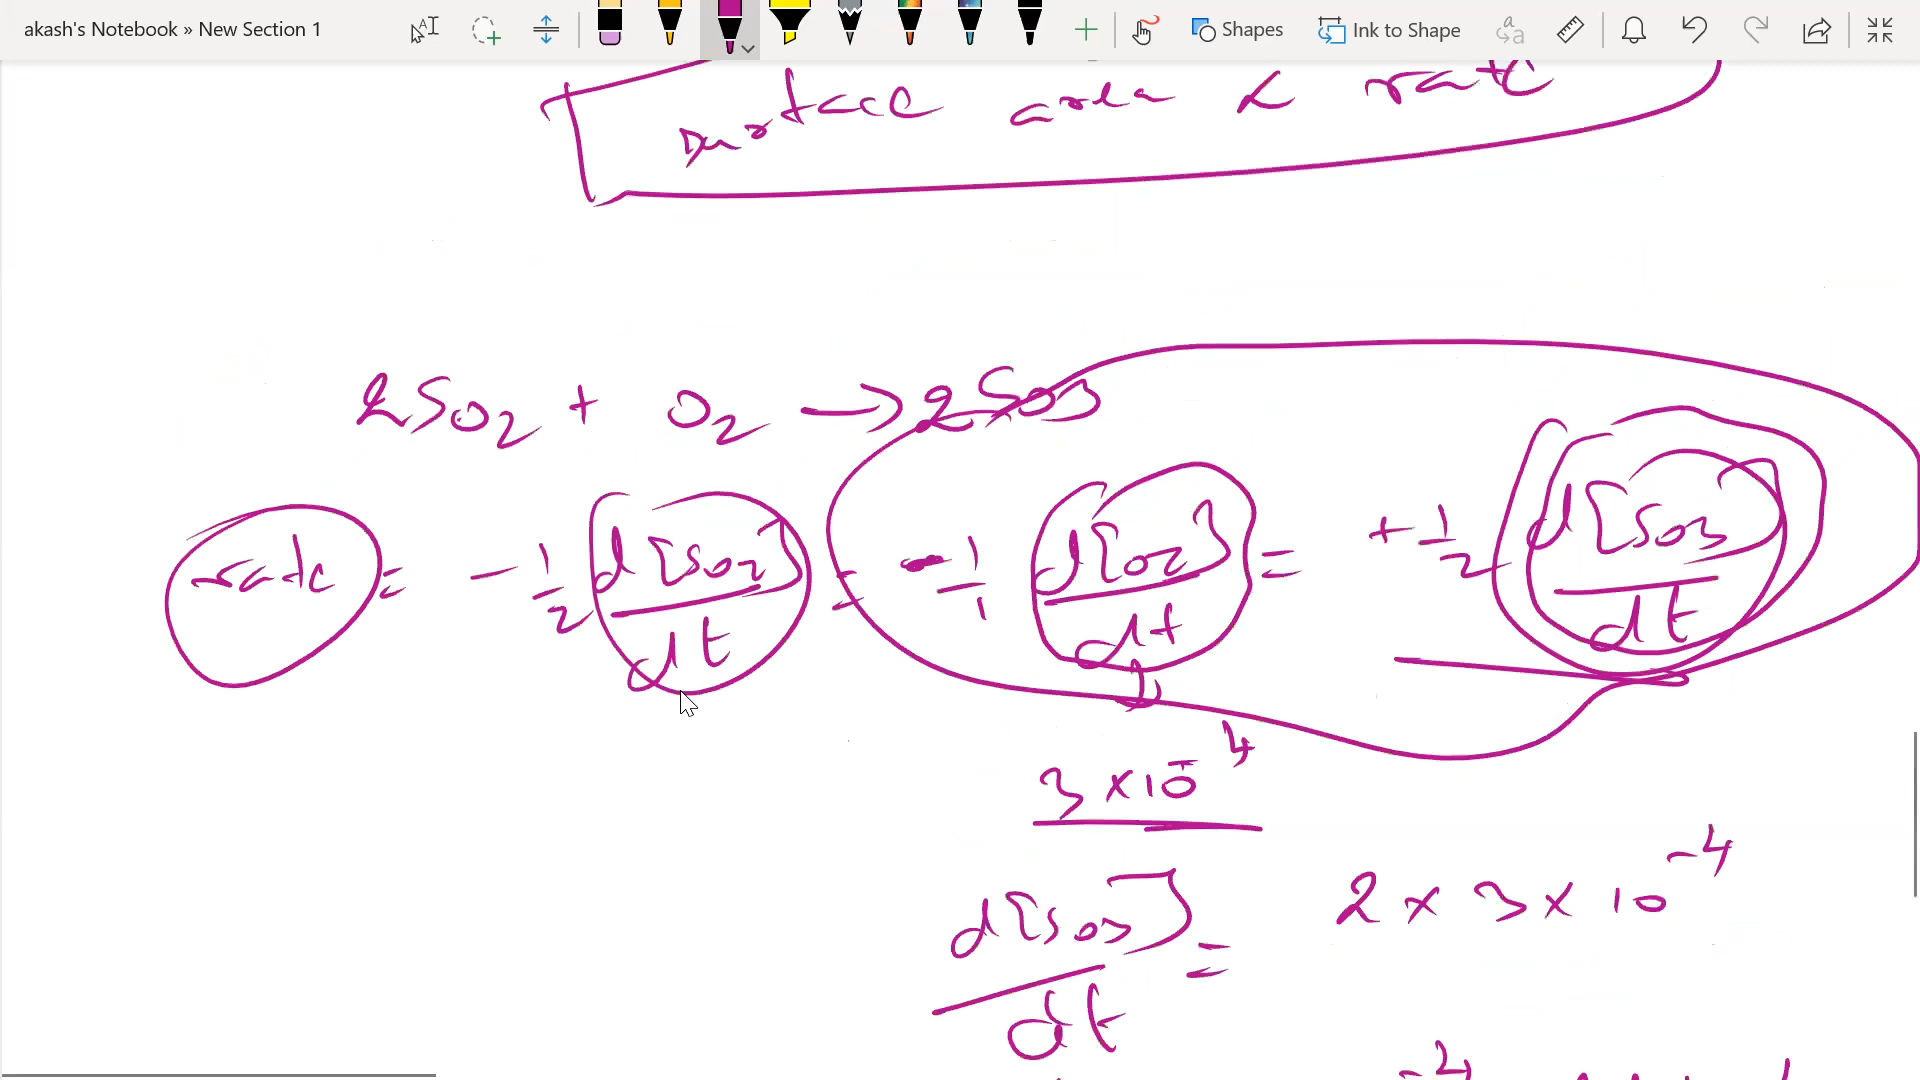 akash's Notebook » New Section 1 Shapes Ink to Shape
surface area ∝ rate
2SO2 + O2 → 2SO3
rate = - 1/2 d[SO2]/dt = - 1/1 d[O2]/dt = + 1/2 d[SO3]/dt
3 × 10^-4
d[SO3]/dt = 2 × 3 × 10^-4